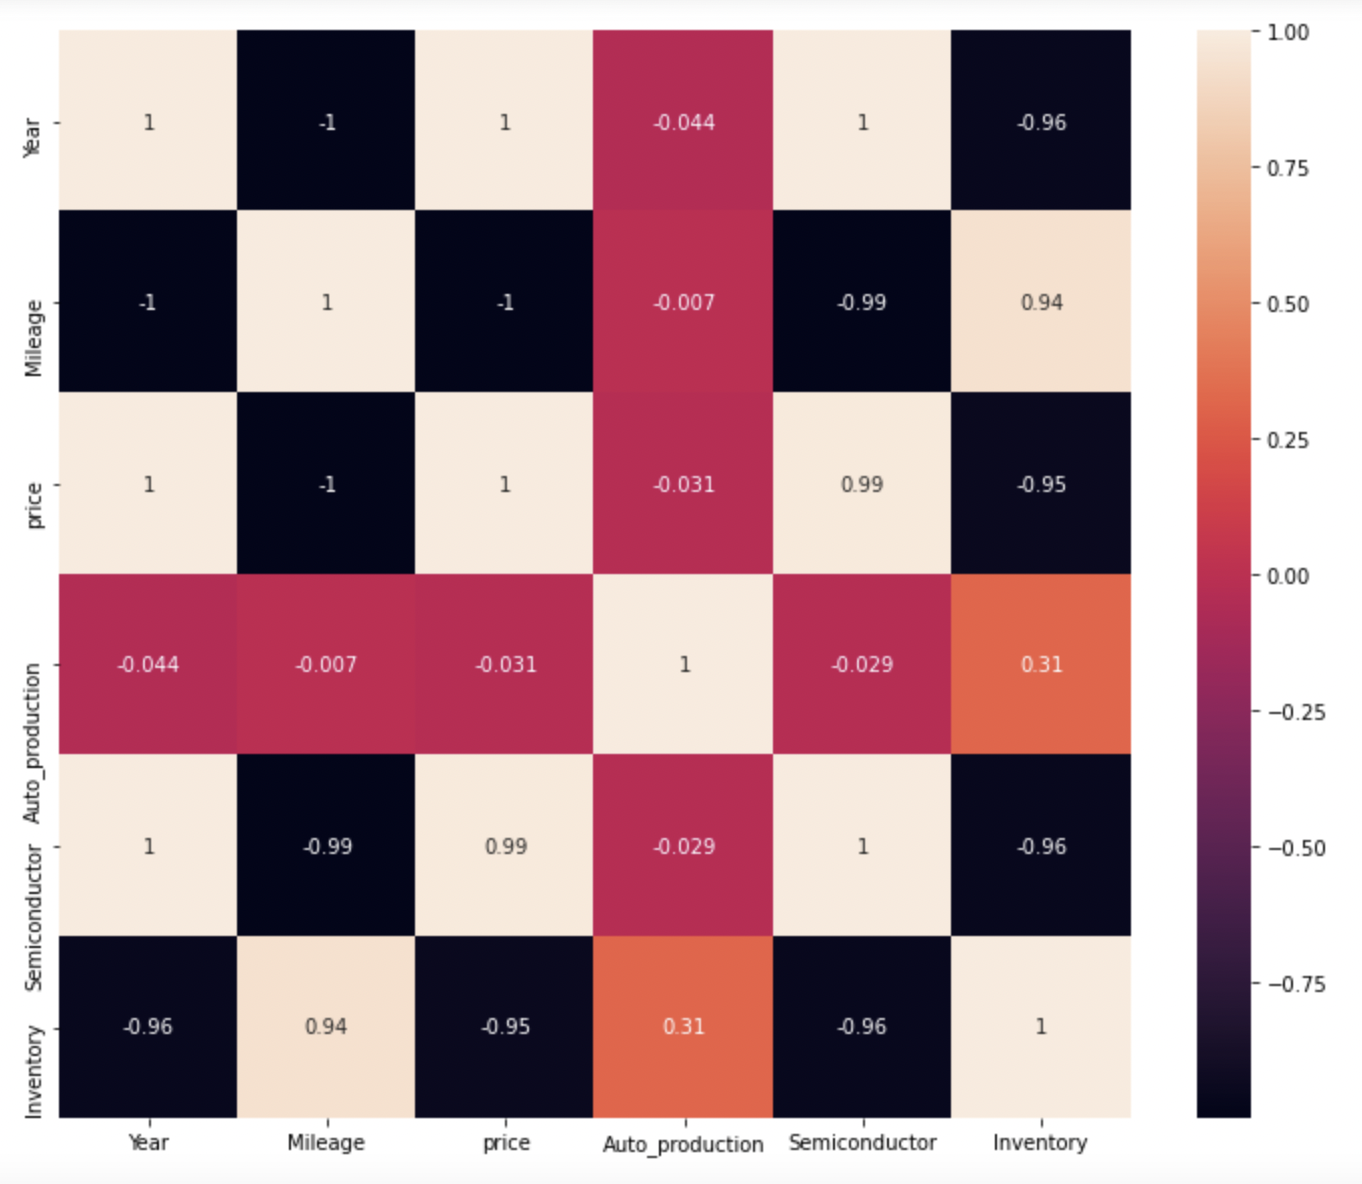 Year 1 -1 1 -0.044 1 -0.96
Mileage -1 1 -1 -0.007 -0.99 0.94
price 1 -1 1 -0.031 0.99 -0.95
Auto_production -0.044 -0.007 -0.031 1 -0.029 0.31
Semiconductor 1 -0.99 0.99 -0.029 1 -0.96
Inventory -0.96 0.94 -0.95 0.31 -0.96 1
Year Mileage price Auto_production Semiconductor Inventory
1.00
0.75
0.50
0.25
0.00
−0.25
−0.50
−0.75